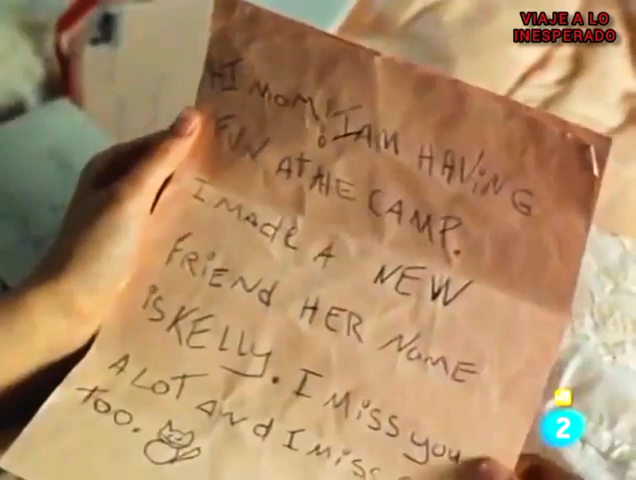 VIAJE A LO
INESPERADO
HI MOM! I AM HAVING
FUN AT THE CAMP.
I MADE A NEW
FRIEND HER NAME
iS KELLY. I MISS YOU
A LOT AND I MISS
TOO.
2